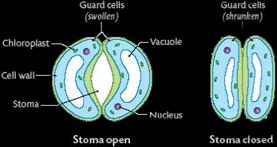 Guard cells
(swollen)
Guard cells
(shrunken)
Chloroplast
Vacuole
Cell wall
Stoma
Nucleus
Stoma open
Stoma closed